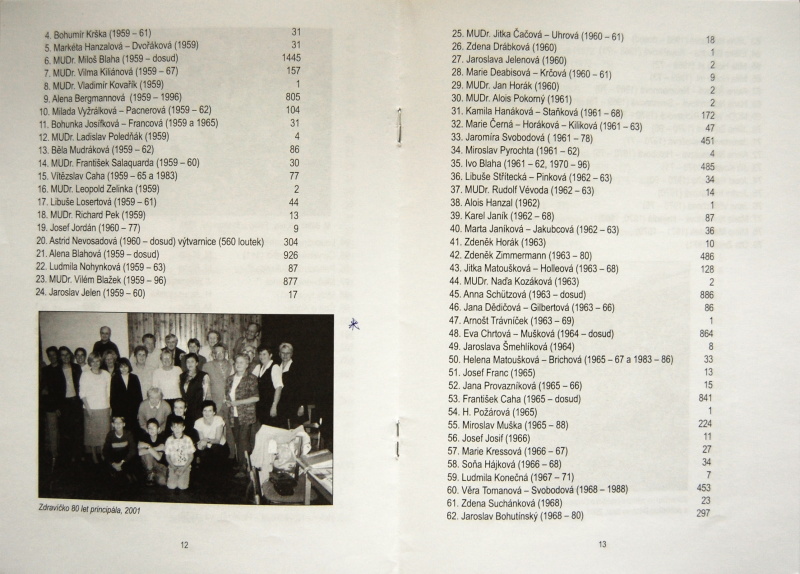 4. Bohumír Krška (1959 – 61) 31
5. Markéta Hanzalová – Dvořáková (1959) 31
6. MUDr. Miloš Blaha (1959 – dosud) 1445
7. MUDr. Vilma Kiliánová (1959 – 67) 157
8. MUDr. Vladimír Kovařík (1959) 1
9. Alena Bergmannová (1959 – 1996) 805
10. Milada Vyžrálková – Pacnerová (1959 – 62) 104
11. Bohunka Josífková – Francová (1959 a 1965) 31
12. MUDr. Ladislav Poledňák (1959) 4
13. Běla Mudráková (1959 – 62) 86
14. MUDr. František Salaquarda (1959 – 60) 30
15. Vítězslav Caha (1959 – 65 a 1983) 77
16. MUDr. Leopold Zelinka (1959) 2
17. Libuše Losertová (1959 – 61) 44
18. MUDr. Richard Pek (1959) 13
19. Josef Jordán (1960 – 77) 9
20. Astrid Nevosadová (1960 – dosud) výtvarnice (560 loutek) 304
21. Alena Blahová (1959 – dosud) 926
22. Ludmila Nohynková (1959 – 63) 87
23. MUDr. Vilém Blažek (1959 – 96) 877
24. Jaroslav Jelen (1959 – 60) 17
*
Zdravíčko 80 let principála, 2001
12
25. MUDr. Jitka Čačová – Uhrová (1960 – 61) 18
26. Zdena Drábková (1960) 1
27. Jaroslava Jelenová (1960) 2
28. Marie Deabisová – Krčová (1960 – 61) 9
29. MUDr. Jan Horák (1960) 2
30. MUDr. Alois Pokorný (1961) 2
31. Kamila Hanáková – Staňková (1961 – 68) 172
32. Marie Černá – Horáková – Kiliková (1961 – 63) 47
33. Jaromíra Svobodová ( 1961 – 78) 451
34. Miroslav Pyrochta (1961 – 62) 4
35. Ivo Blaha (1961 – 62, 1970 – 96) 485
36. Libuše Střítecká – Pinková (1962 – 63) 34
37. MUDr. Rudolf Vévoda (1962 – 63) 14
38. Alois Hanzal (1962) 1
39. Karel Janík (1962 – 68) 87
40. Marta Janíková – Jakubcová (1962 – 63) 36
41. Zdeněk Horák (1963) 10
42. Zdeněk Zimmermann (1963 – 80) 486
43. Jitka Matoušková – Holleová (1963 – 68) 128
44. MUDr. Naďa Kozáková (1963) 2
45. Anna Schützová (1963 – dosud) 886
46. Jana Dědičová – Gilbertová (1963 – 66) 86
47. Arnošt Trávníček (1963 – 69) 1
48. Eva Chrtová – Mušková (1964 – dosud) 864
49. Jaroslava Šmehlíková (1964) 8
50. Helena Matoušková – Brichová (1965 – 67 a 1983 – 86) 33
51. Josef Franc (1965) 13
52. Jana Provazníková (1965 – 66) 15
53. František Caha (1965 – dosud) 841
54. H. Požárová (1965) 1
55. Miroslav Muška (1965 – 88) 224
56. Josef Josif (1966) 11
57. Marie Kressová (1966 – 67) 27
58. Soňa Hájková (1966 – 68) 34
59. Ludmila Konečná (1967 – 71) 7
60. Věra Tomanová – Svobodová (1968 – 1988) 453
61. Zdena Suchánková (1968) 23
62. Jaroslav Bohutínský (1968 – 80) 297
13